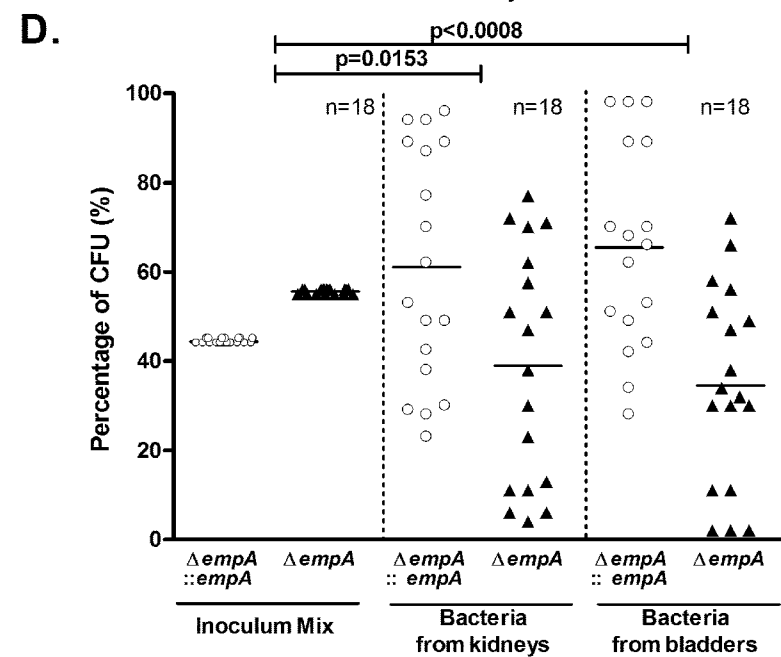 D.
p<0.0008
p=0.0153
n=18 n=18 n=18
100
80
60
40
20
0
Percentage of CFU (%)
ΔempA ΔempA ΔempA ΔempA ΔempA ΔempA
::empA :: empA :: empA
Inoculum Mix Bacteria Bacteria
from kidneys from bladders